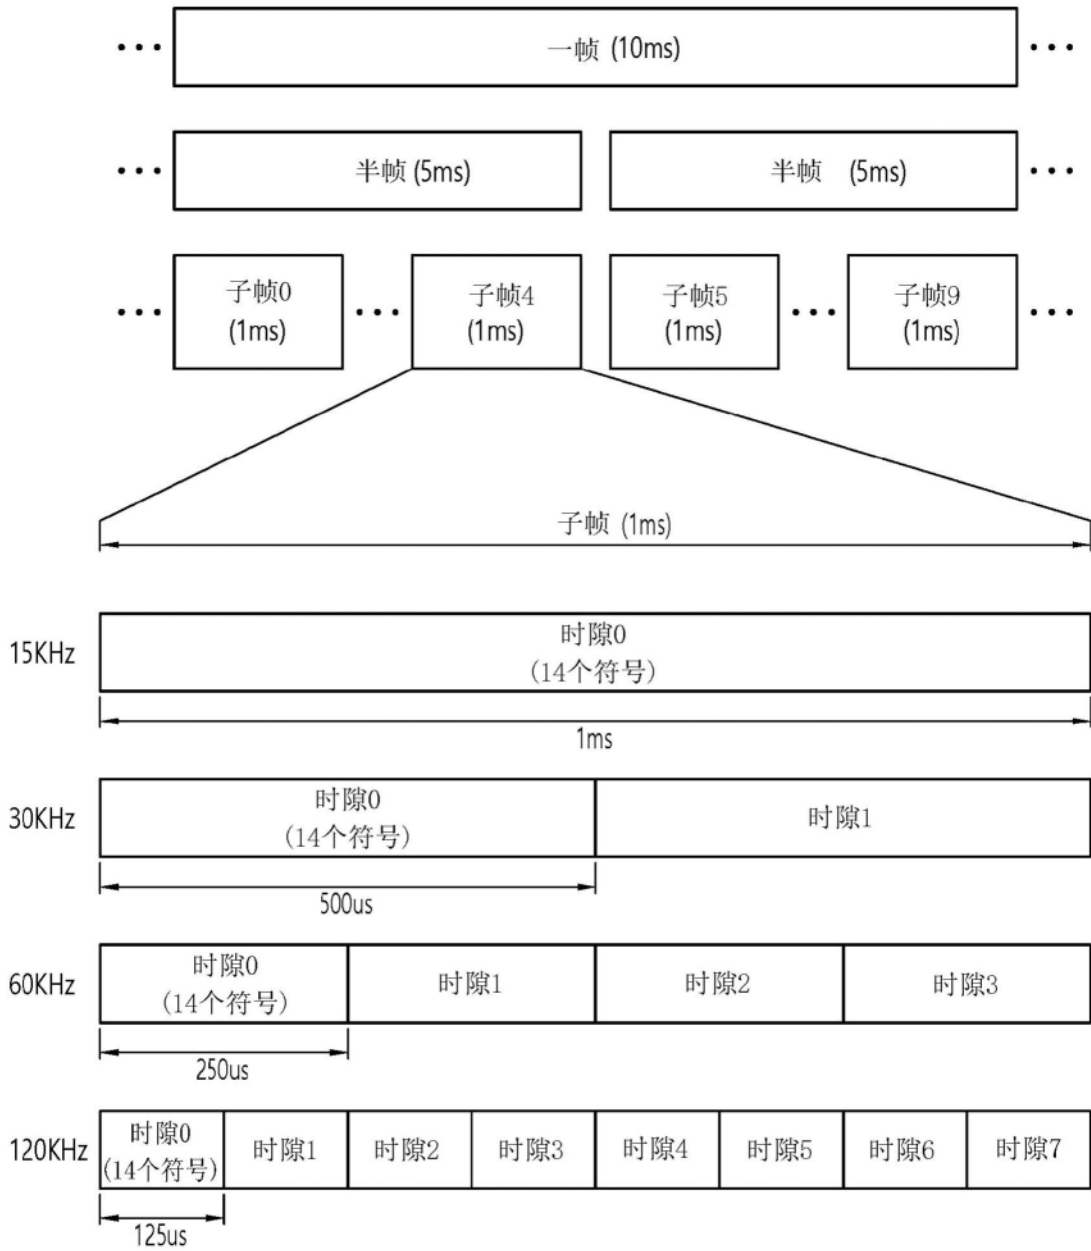 一帧 (10ms)
半帧 (5ms) 半帧 (5ms)
子帧0 子帧4 子帧5 子帧9
(1ms) (1ms) (1ms) (1ms)
子帧 (1ms)
时隙0
15KHz
(14个符号)
1ms
时隙0
30KHz 时隙1
(14个符号)
500us
时隙0
60KHz 时隙1 时隙2 时隙3
(14个符号)
250us
时隙0
120KHz 时隙1 时隙2 时隙3 时隙4 时隙5 时隙6 时隙7
(14个符号)
125us